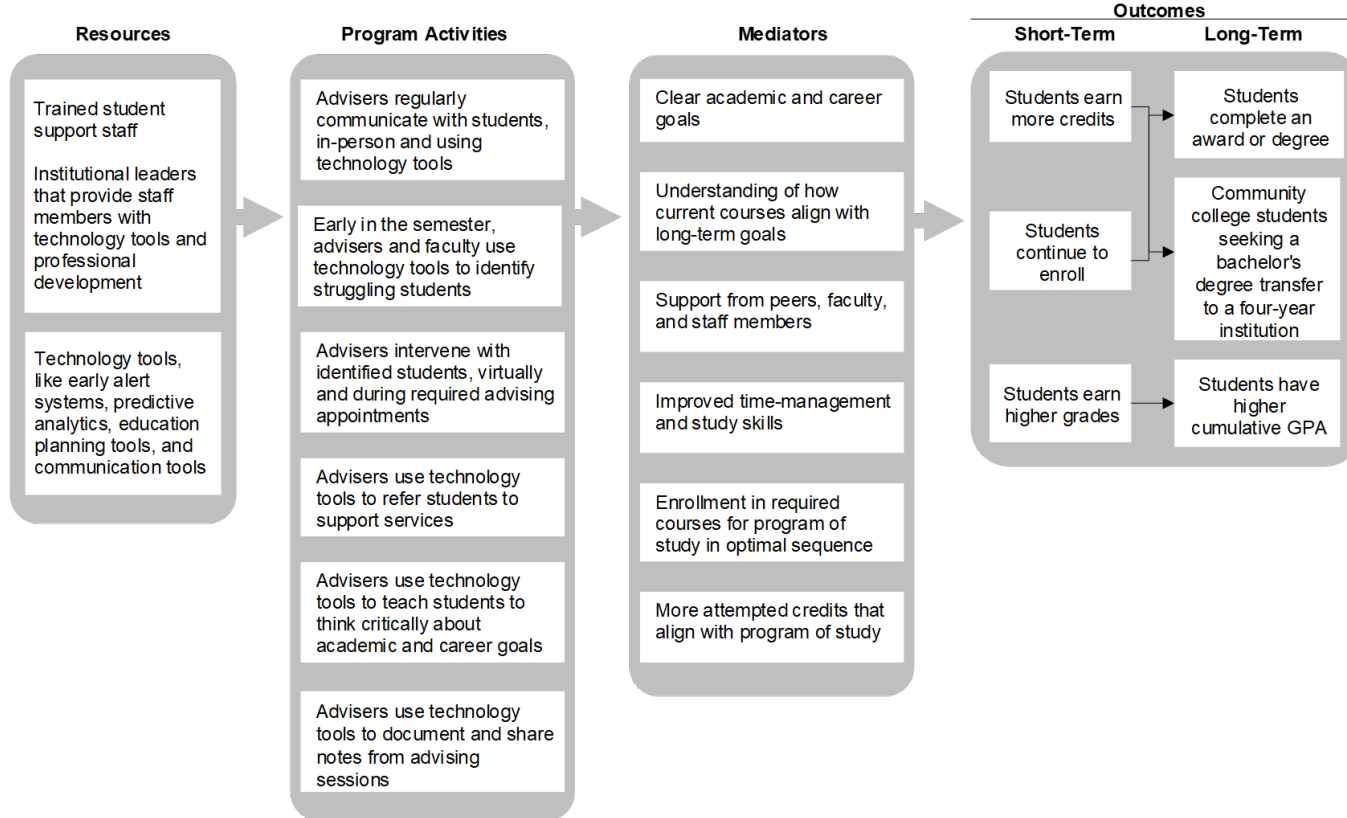 Outcomes
Resources
Program Activities
Mediators
Short-Term
Long-Term
Trained student
support staff
Institutional leaders
that provide staff
members with
technology tools and
professional
development
Technology tools,
like early alert
systems, predictive
analytics, education
planning tools, and
communication tools
Advisers regularly
communicate with students,
in-person and using
technology tools
Early in the semester,
advisers and faculty use
technology tools to identify
struggling students
Advisers intervene with
identified students, virtually
and during required advising
appointments
Advisers use technology
tools to refer students to
support services
Advisers use technology
tools to teach students to
think critically about
academic and career goals
Advisers use technology
tools to document and share
notes from advising
sessions
Clear academic and career
goals
Understanding of how
current courses align with
long-term goals
Support from peers, faculty,
and staff members
Improved time-management
and study skills
Enrollment in required
courses for program of
study in optimal sequence
More attempted credits that
align with program of study
Students earn
more credits
Students
continue to
enroll
Students earn
higher grades
Students
complete an
award or degree
Community
college students
seeking a
bachelor's
degree transfer
to a four-year
institution
Students have
higher
cumulative GPA